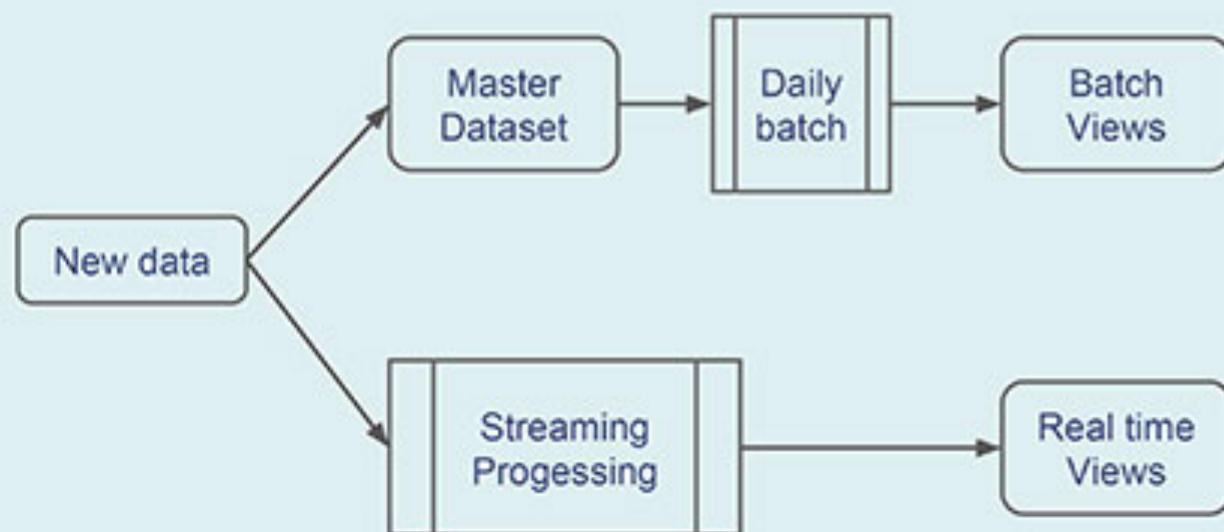 Master
Dataset
Daily
batch
Batch
Views
New data
Streaming
Progessing
Real time
Views